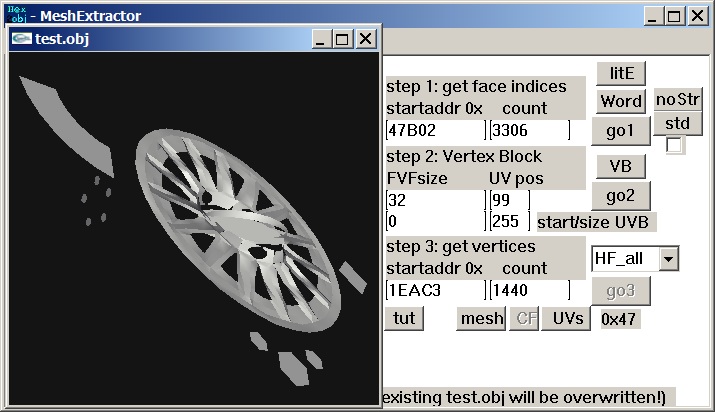 Hex
obj - MeshExtractor
test.obj
litE
step 1: get face indices
startaddr 0x count
Word
noStr
47B02 3306
go1
std
step 2: Vertex Block
VB
FVFsize UV pos
32 99
go2
0 255 start/size UVB
step 3: get vertices
startaddr 0x count
HF_all
1EAC3 1440
go3
tut mesh CF UVs 0x47
existing test.obj will be overwritten!)